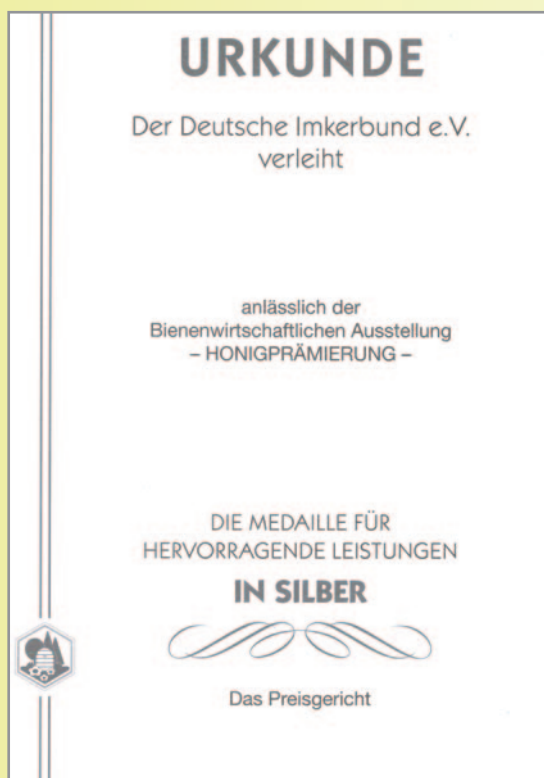 URKUNDE
Der Deutsche Imkerbund e.V.
verleiht
anlässlich der
Bienenwirtschaftlichen Ausstellung
– HONIGPRÄMIERUNG –
DIE MEDAILLE FÜR
HERVORRAGENDE LEISTUNGEN
IN SILBER
Das Preisgericht